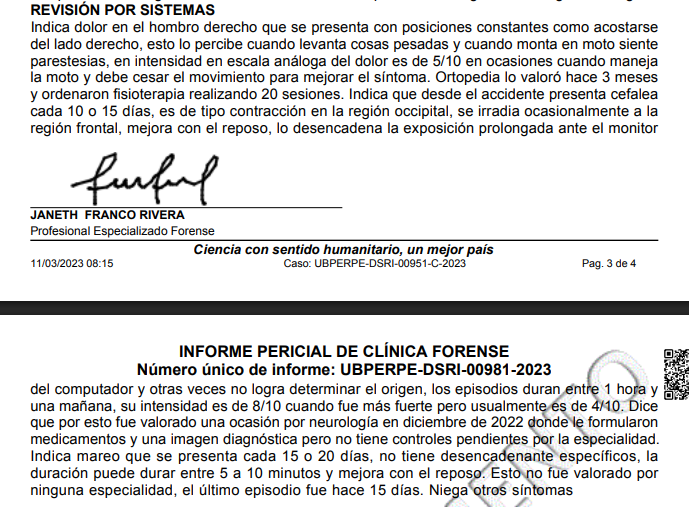 REVISIÓN POR SISTEMAS
Indica dolor en el hombro derecho que se presenta con posiciones constantes como acostarse
del lado derecho, esto lo percibe cuando levanta cosas pesadas y cuando monta en moto siente
parestesias, en intensidad en escala análoga del dolor es de 5/10 en ocasiones cuando maneja
la moto y debe cesar el movimiento para mejorar el síntoma. Ortopedia lo valoró hace 3 meses
y ordenaron fisioterapia realizando 20 sesiones. Indica que desde el accidente presenta cefalea
cada 10 o 15 días, es de tipo contracción en la región occipital, se irradia ocasionalmente a la
región frontal, mejora con el reposo, lo desencadena la exposición prolongada ante el monitor
JANETH FRANCO RIVERA
Profesional Especializado Forense
Ciencia con sentido humanitario, un mejor país
11/03/2023 08:15 Caso: UBPERPE-DSRI-00951-C-2023 Pag. 3 de 4
INFORME PERICIAL DE CLÍNICA FORENSE
Número único de informe: UBPERPE-DSRI-00981-2023
del computador y otras veces no logra determinar el origen, los episodios duran entre 1 hora y
una mañana, su intensidad es de 8/10 cuando fue más fuerte pero usualmente es de 4/10. Dice
que por esto fue valorado una ocasión por neurología en diciembre de 2022 donde le formularon
medicamentos y una imagen diagnóstica pero no tiene controles pendientes por la especialidad.
Indica mareo que se presenta cada 15 o 20 días, no tiene desencadenante específicos, la
duración puede durar entre 5 a 10 minutos y mejora con el reposo. Esto no fue valorado por
ninguna especialidad, el último episodio fue hace 15 días. Niega otros síntomas